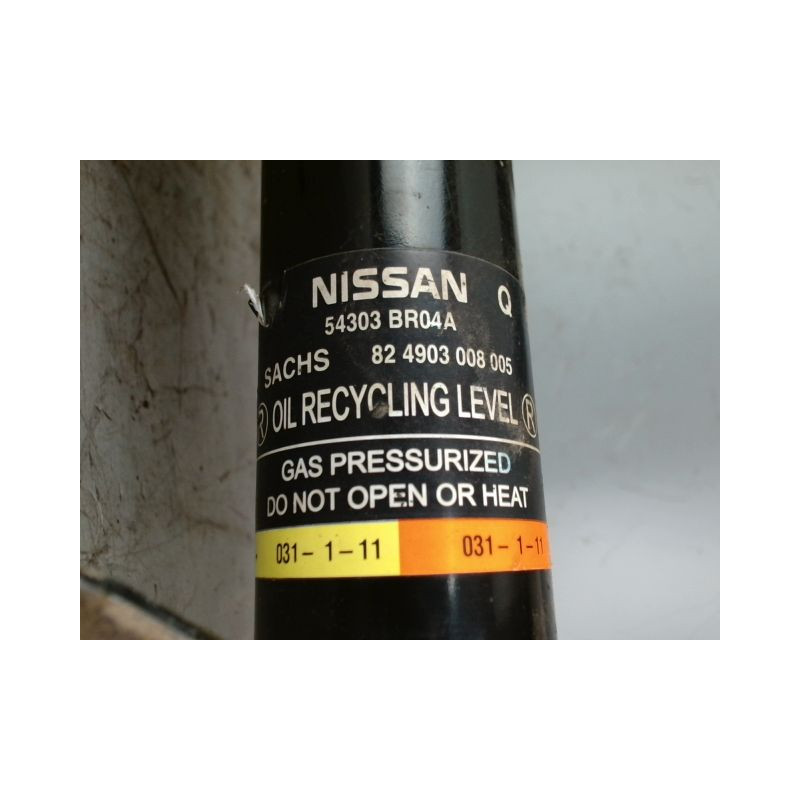 NISSAN Q
54303 BR04A
SACHS 82 4903 008 005
® OIL RECYCLING LEVEL ®
GAS PRESSURIZED
DO NOT OPEN OR HEAT
031- 1-11 031- 1-11